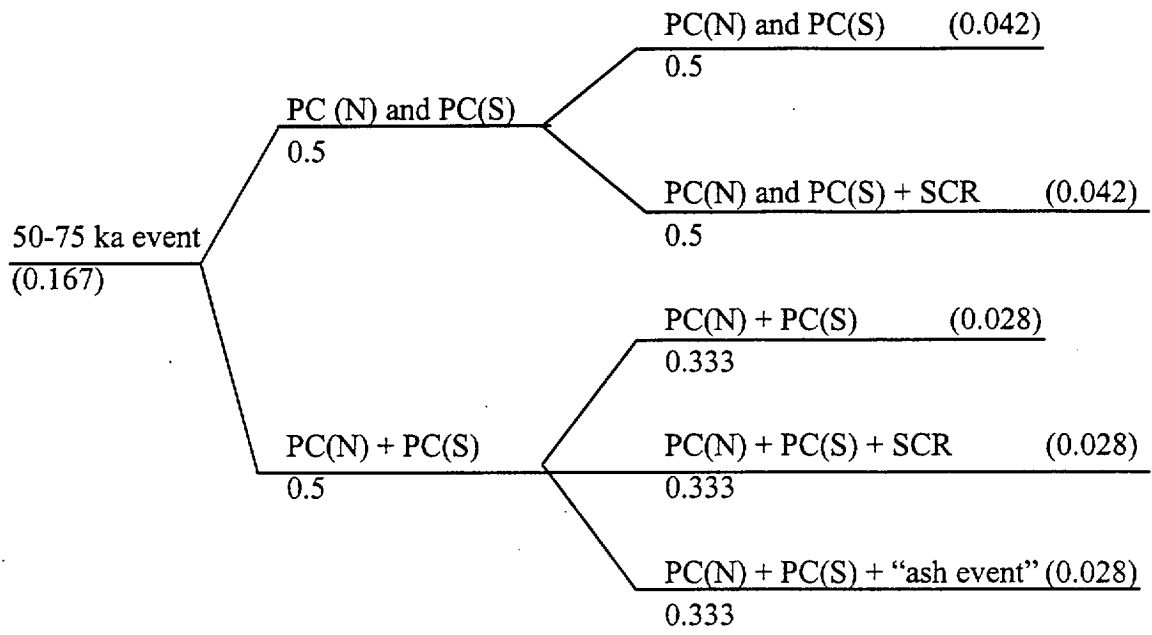 PC(N) and PC(S) (0.042)
0.5
PC (N) and PC(S)
0.5
PC(N) and PC(S) + SCR (0.042)
0.5
50-75 ka event
(0.167)
PC(N) + PC(S) (0.028)
0.333
PC(N) + PC(S)
0.5
PC(N) + PC(S) + SCR (0.028)
0.333
PC(N) + PC(S) + “ash event” (0.028)
0.333